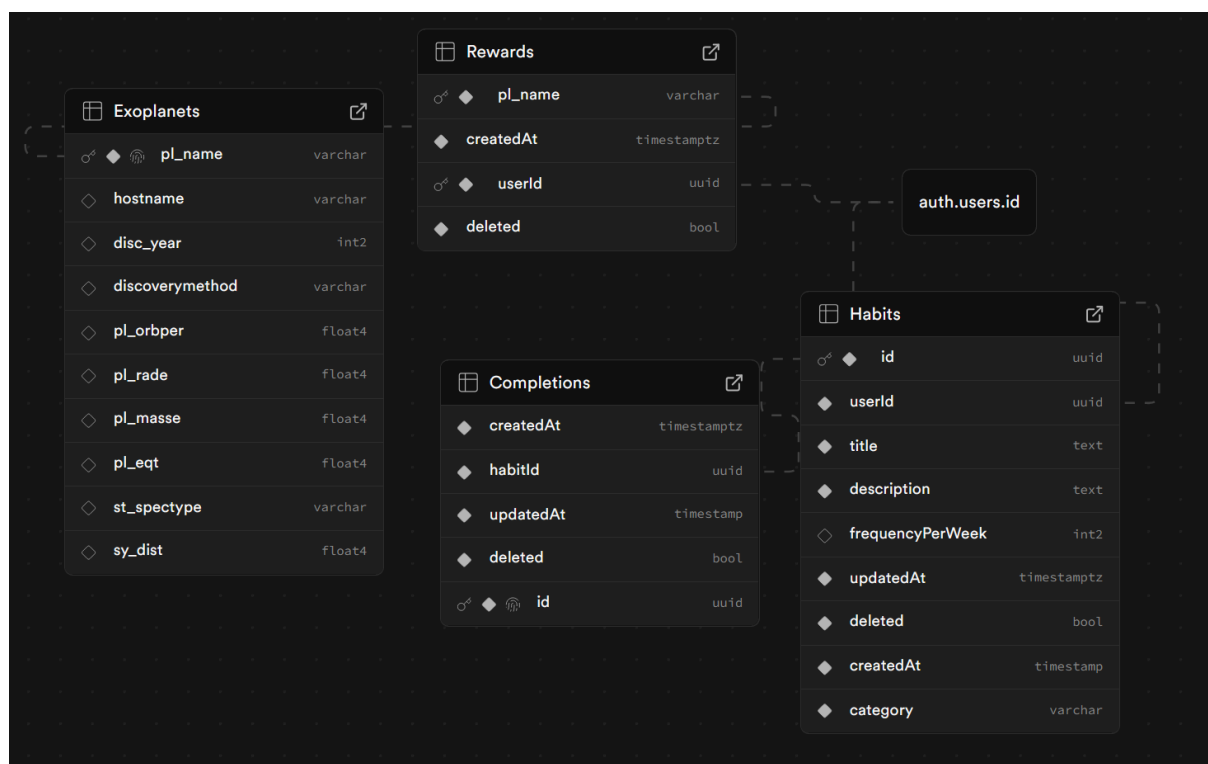 Exoplanets
pl_name varchar
hostname varchar
disc_year int2
discoverymethod varchar
pl_orbper float4
pl_rade float4
pl_masse float4
pl_eqt float4
st_spectype varchar
sy_dist float4
Rewards
pl_name varchar
createdAt timestamptz
userId uuid
deleted bool
auth.users.id
Completions
createdAt timestamptz
habitId uuid
updatedAt timestamp
deleted bool
id uuid
Habits
id uuid
userId uuid
title text
description text
frequencyPerWeek int2
updatedAt timestamptz
deleted bool
createdAt timestamp
category varchar